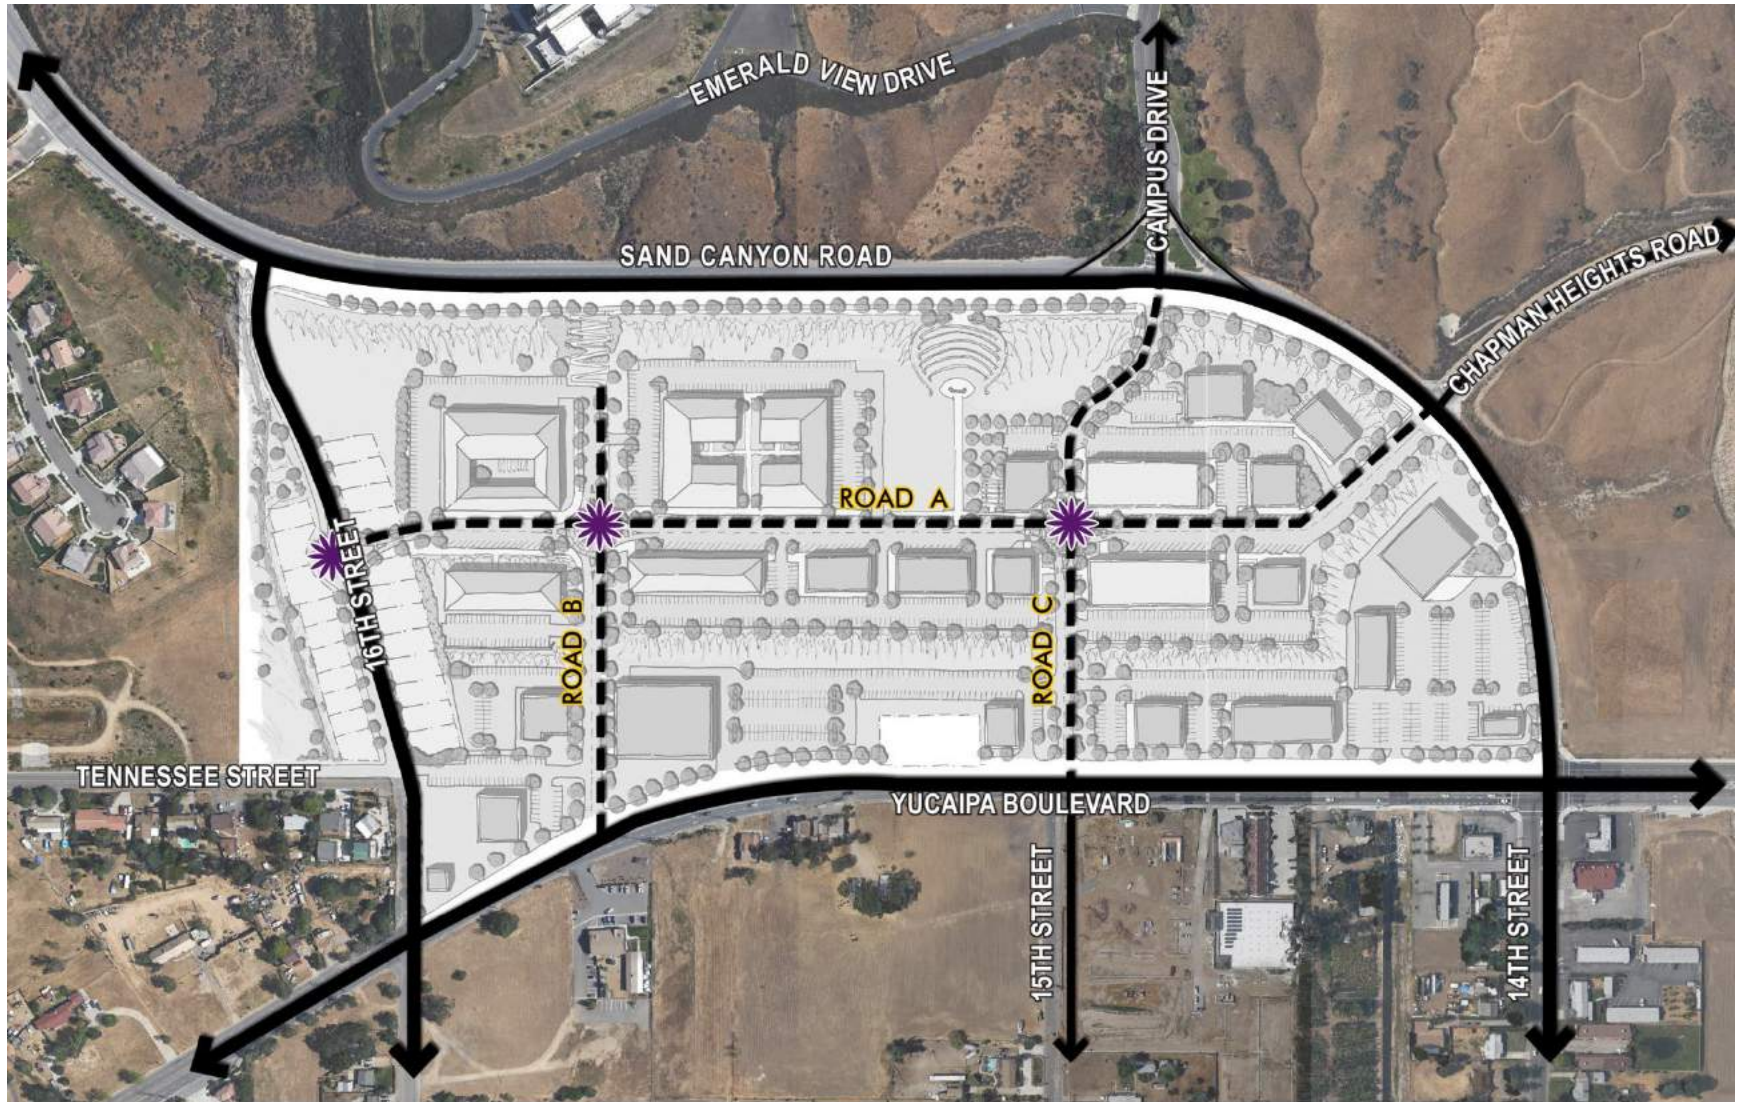 EMERALD VIEW DRIVE
CAMPUS DRIVE
SAND CANYON ROAD
CHAPMAN HEIGHTS ROAD
ROAD A
16TH STREET
ROAD B
ROAD C
TENNESSEE STREET
YUCAIPA BOULEVARD
15TH STREET
14TH STREET